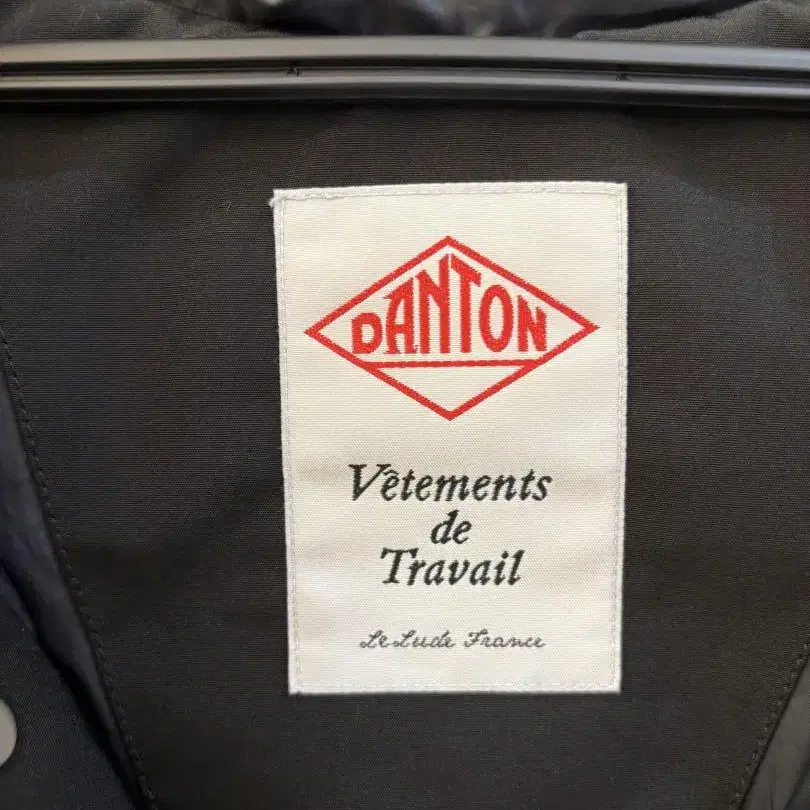 DANTON
Vêtements
de
Travail
Le Lude France